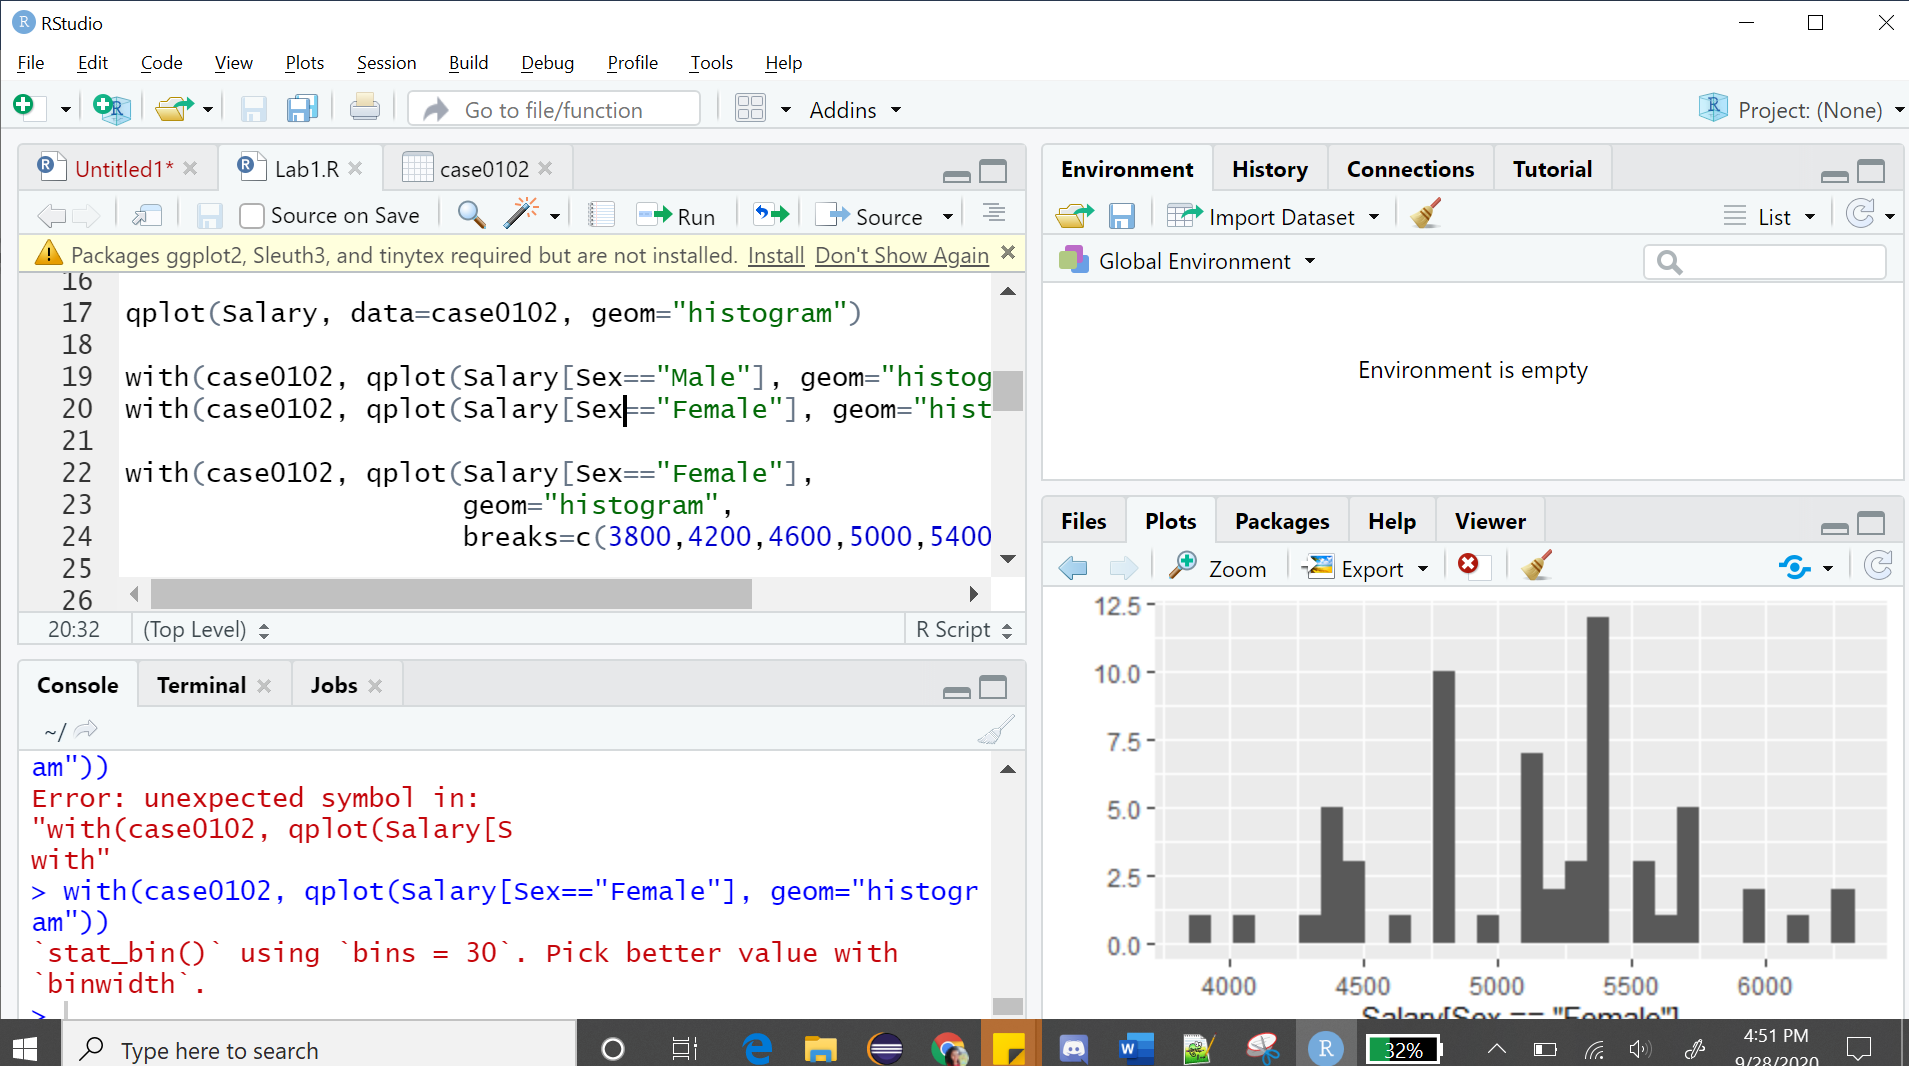 RStudio
File Edit Code View Plots Session Build Debug Profile Tools Help
Go to file/function
Addins
Project: (None)
Untitled1*
Lab1.R
case0102
Source on Save
Run
Source
Packages ggplot2, Sleuth3, and tinytex required but are not installed. Install Don't Show Again
16
17 qplot(Salary, data=case0102, geom="histogram")
18
19 with(case0102, qplot(Salary[Sex=="Male"], geom="histog
20 with(case0102, qplot(Salary[Sex=="Female"], geom="hist
21
22 with(case0102, qplot(Salary[Sex=="Female"],
23 geom="histogram",
24 breaks=c(3800,4200,4600,5000,5400
25
26
20:32 (Top Level) R Script
Console Terminal Jobs
~/
am"))
Error: unexpected symbol in:
"with(case0102, qplot(Salary[S
with"
> with(case0102, qplot(Salary[Sex=="Female"], geom="histogr
am"))
`stat_bin()` using `bins = 30`. Pick better value with
`binwidth`.
>
Environment History Connections Tutorial
Import Dataset
List
Global Environment
Environment is empty
Files Plots Packages Help Viewer
Zoom Export
12.5
10.0
7.5
5.0
2.5
0.0
4000 4500 5000 5500 6000
Salary[Sex == "Female"]
Type here to search
32%
4:51 PM
9/28/2020